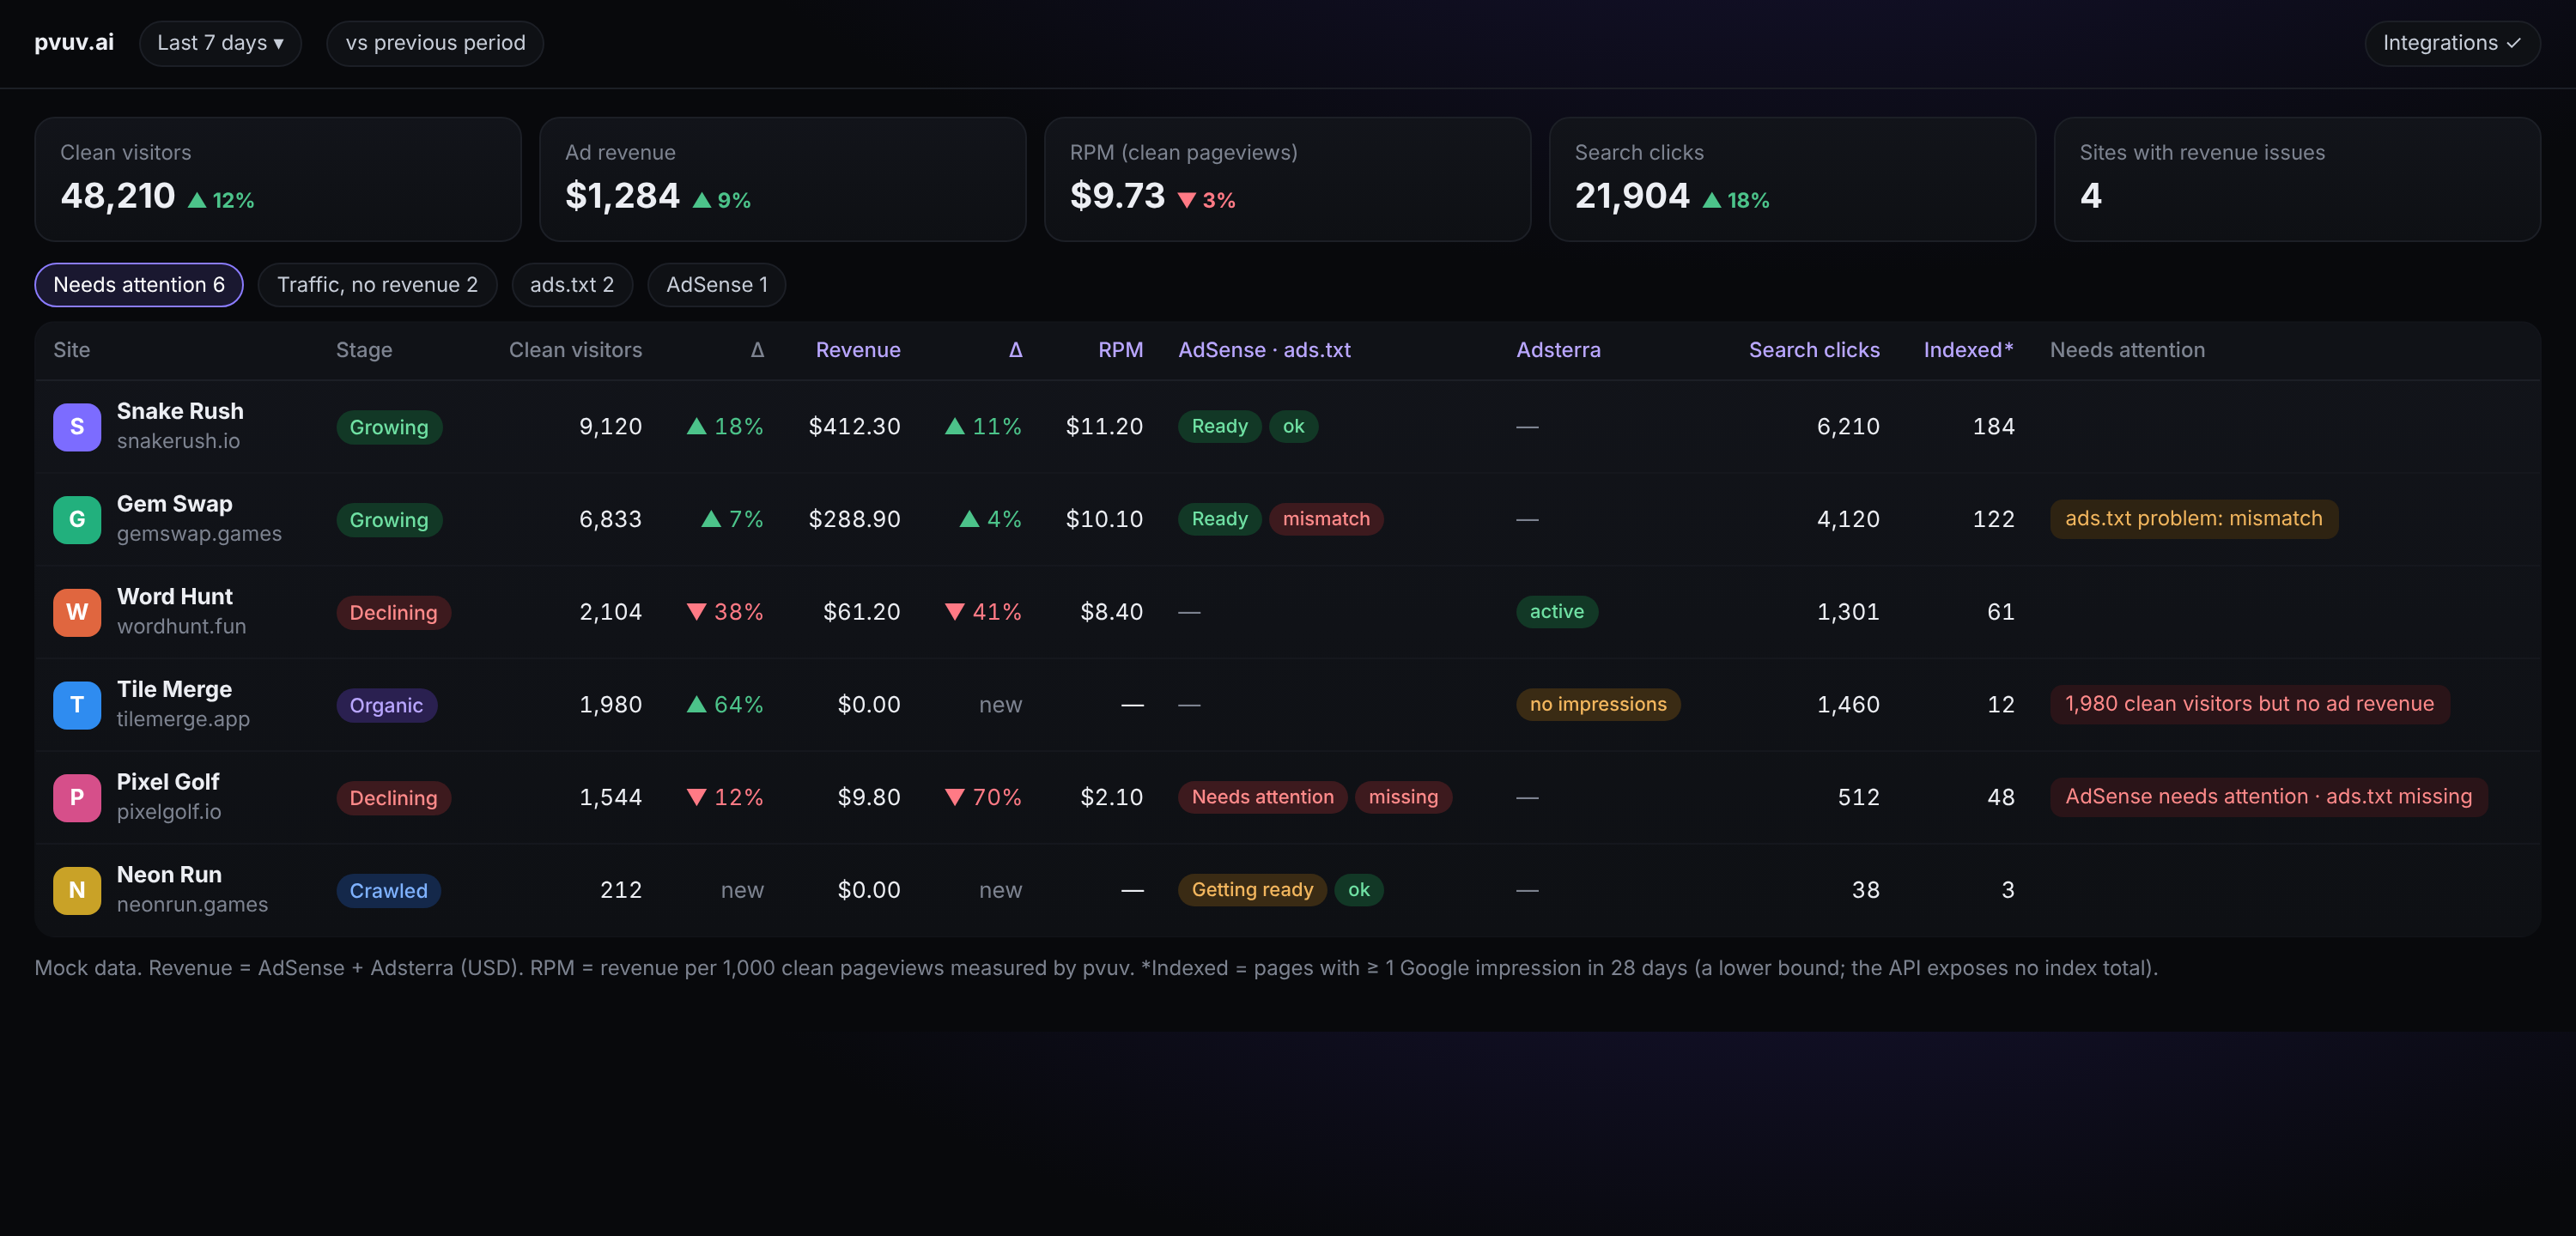 pvuv.ai Last 7 days ▾ vs previous period Integrations ✓
Clean visitors Ad revenue RPM (clean pageviews) Search clicks Sites with revenue issues
48,210 ▲ 12% $1,284 ▲ 9% $9.73 ▼ 3% 21,904 ▲ 18% 4
Needs attention 6 Traffic, no revenue 2 ads.txt 2 AdSense 1
Site Stage Clean visitors Δ Revenue Δ RPM AdSense · ads.txt Adsterra Search clicks Indexed* Needs attention
S Snake Rush
snakerush.io Growing 9,120 ▲ 18% $412.30 ▲ 11% $11.20 Ready ok — 6,210 184
G Gem Swap
gemswap.games Growing 6,833 ▲ 7% $288.90 ▲ 4% $10.10 Ready mismatch — 4,120 122 ads.txt problem: mismatch
W Word Hunt
wordhunt.fun Declining 2,104 ▼ 38% $61.20 ▼ 41% $8.40 — active 1,301 61
T Tile Merge
tilemerge.app Organic 1,980 ▲ 64% $0.00 new — — no impressions 1,460 12 1,980 clean visitors but no ad revenue
P Pixel Golf
pixelgolf.io Declining 1,544 ▼ 12% $9.80 ▼ 70% $2.10 Needs attention missing — 512 48 AdSense needs attention · ads.txt missing
N Neon Run
neonrun.games Crawled 212 new $0.00 new — Getting ready ok — 38 3
Mock data. Revenue = AdSense + Adsterra (USD). RPM = revenue per 1,000 clean pageviews measured by pvuv. *Indexed = pages with ≥ 1 Google impression in 28 days (a lower bound; the API exposes no index total).